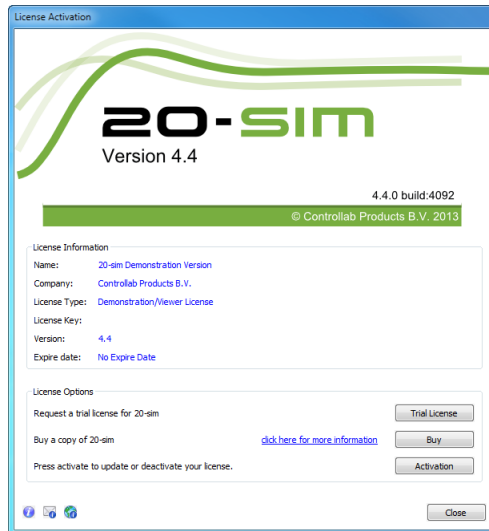 License Activation
20-sim
Version 4.4
4.4.0 build:4092
© Controllab Products B.V. 2013
License Information
Name: 20-sim Demonstration Version
Company: Controllab Products B.V.
License Type: Demonstration/Viewer License
License Key:
Version: 4.4
Expire date: No Expire Date
License Options
Request a trial license for 20-sim Trial License
Buy a copy of 20-sim click here for more information Buy
Press activate to update or deactivate your license. Activation
Close